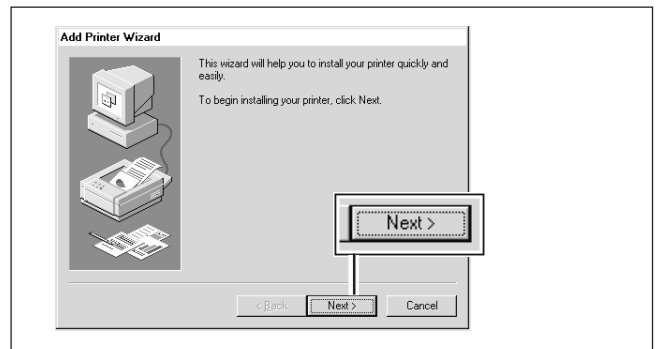 Add Printer Wizard
This wizard will help you to install your printer quickly and
easily.
To begin installing your printer, click Next.
Next >
< Back
Next >
Cancel